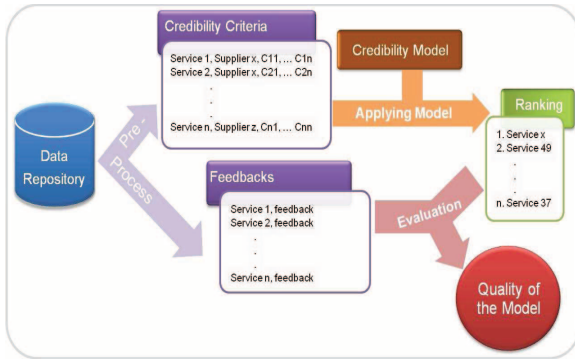 Credibility Criteria
Service 1, Supplier x, C11, ... C1n
Service 2, Supplier x, C21, ... C2n
.
.
.
Service n, Supplier z, Cn1, ... Cnn
Credibility Model
Applying Model
Ranking
1. Service x
2. Service 49
.
.
.
n. Service 37
Data
Repository
Pre -
Process
Feedbacks
Service 1, feedback
Service 2, feedback
.
.
.
Service n, feedback
Evaluation
Quality of
the Model